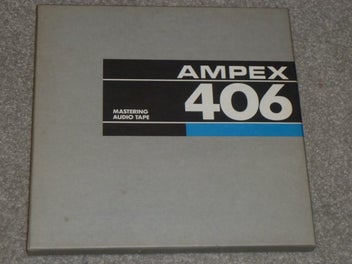 AMPEX
406
MASTERING
AUDIO TAPE